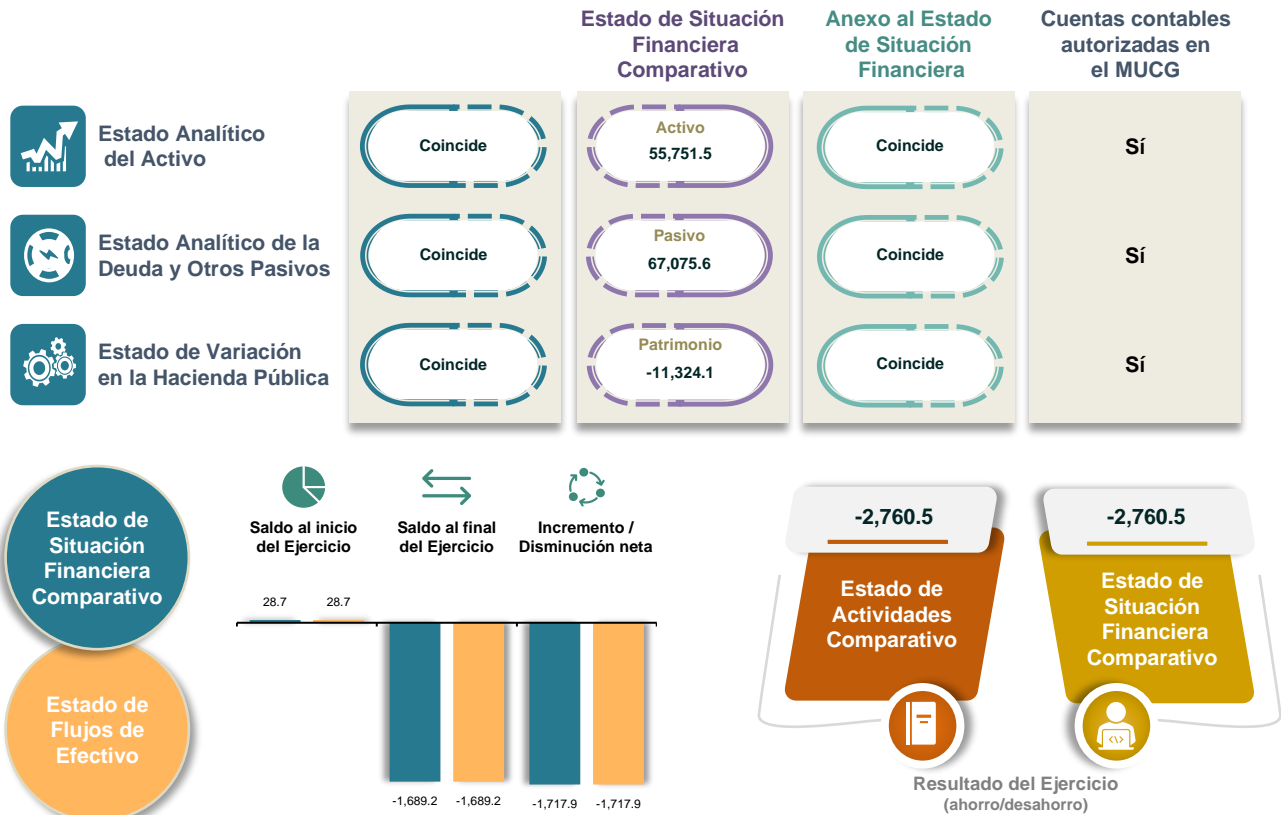 Estado de Situación
Financiera
Comparativo
Anexo al Estado
de Situación
Financiera
Cuentas contables
autorizadas en
el MUCG
Estado Analítico
del Activo
Coincide
Activo
55,751.5
Coincide
Sí
Estado Analítico de la
Deuda y Otros Pasivos
Coincide
Pasivo
67,075.6
Coincide
Sí
Estado de Variación
en la Hacienda Pública
Coincide
Patrimonio
-11,324.1
Coincide
Sí
Estado de
Situación
Financiera
Comparativo
Estado de
Flujos de
Efectivo
Saldo al inicio
del Ejercicio
Saldo al final
del Ejercicio
Incremento /
Disminución neta
28.7 28.7
-1,689.2 -1,689.2 -1,717.9 -1,717.9
-2,760.5
Estado de
Actividades
Comparativo
-2,760.5
Estado de
Situación
Financiera
Comparativo
Resultado del Ejercicio
(ahorro/desahorro)